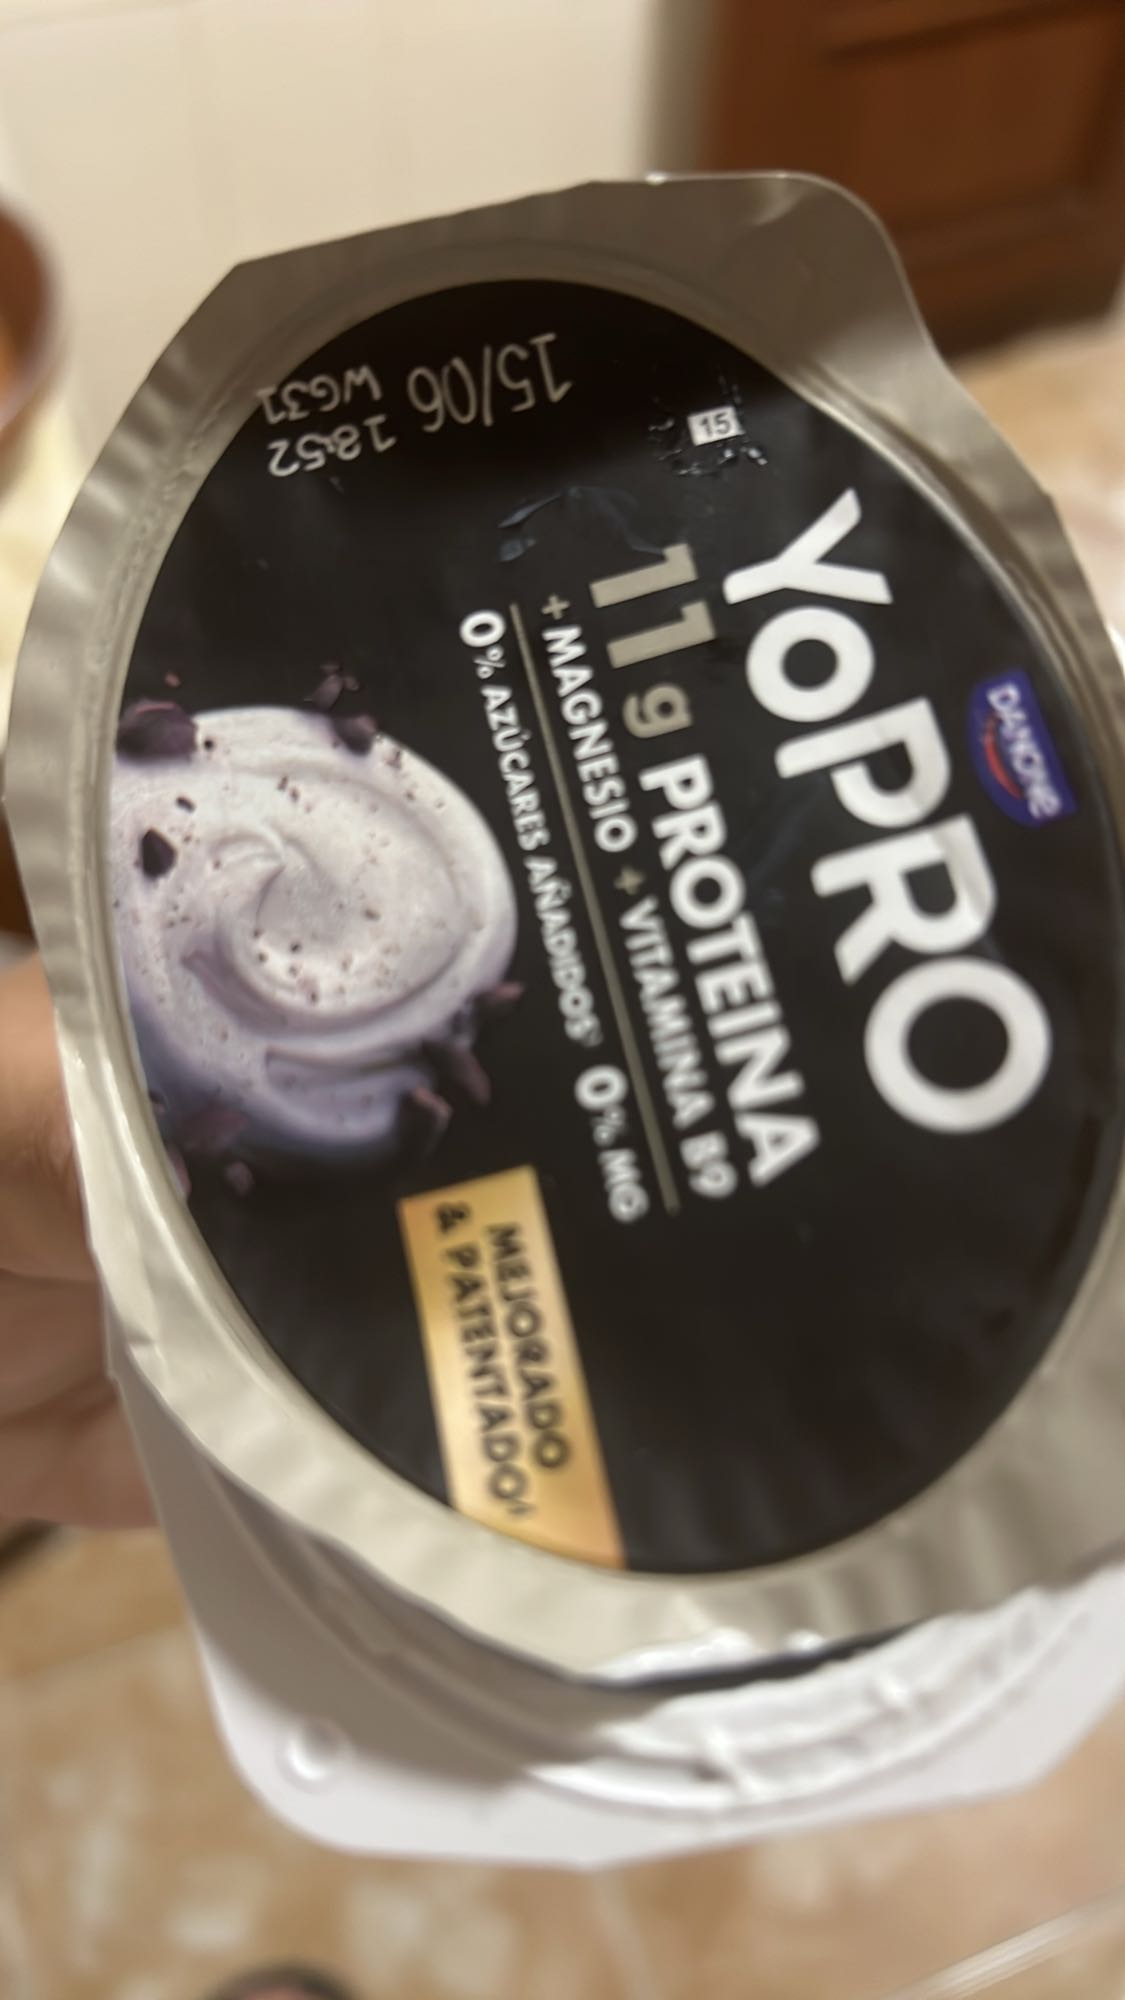 DANONE
YOPRO
11 g PROTEINA
+ MAGNESIO + VITAMINA B9
0% AZÚCARES AÑADIDOS* 0% MG
MEJORADO
& PATENTADO¹
15
15/06 18:52
WG31